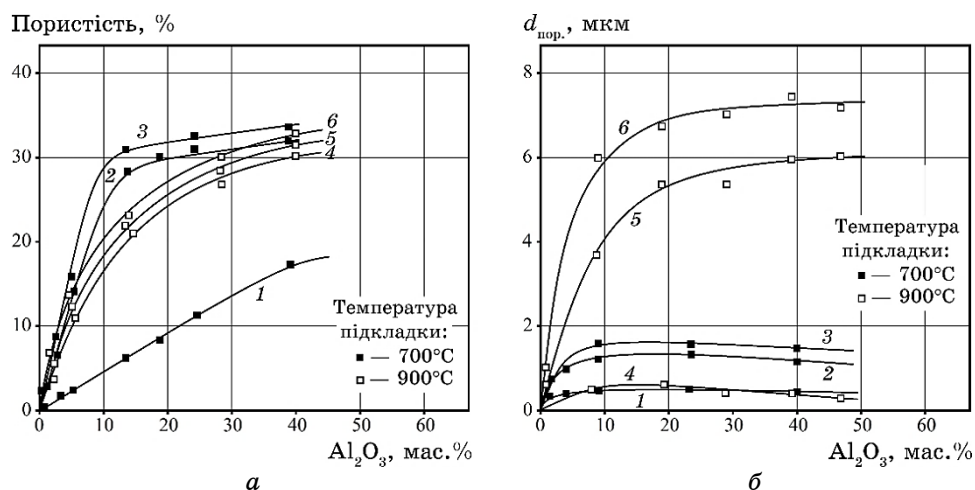 Пористість, %
40
30
20
10
0
0 10 20 30 40 50 60
3
2
6
5
4
1
Температура
підкладки:
— 700°C
— 900°C
Al₂O₃, мас.%
а
dпор., мкм
8
6
4
2
0
0 10 20 30 40 50 60
6
5
3
2
4
1
Температура
підкладки:
— 700°C
— 900°C
Al₂O₃, мас.%
б